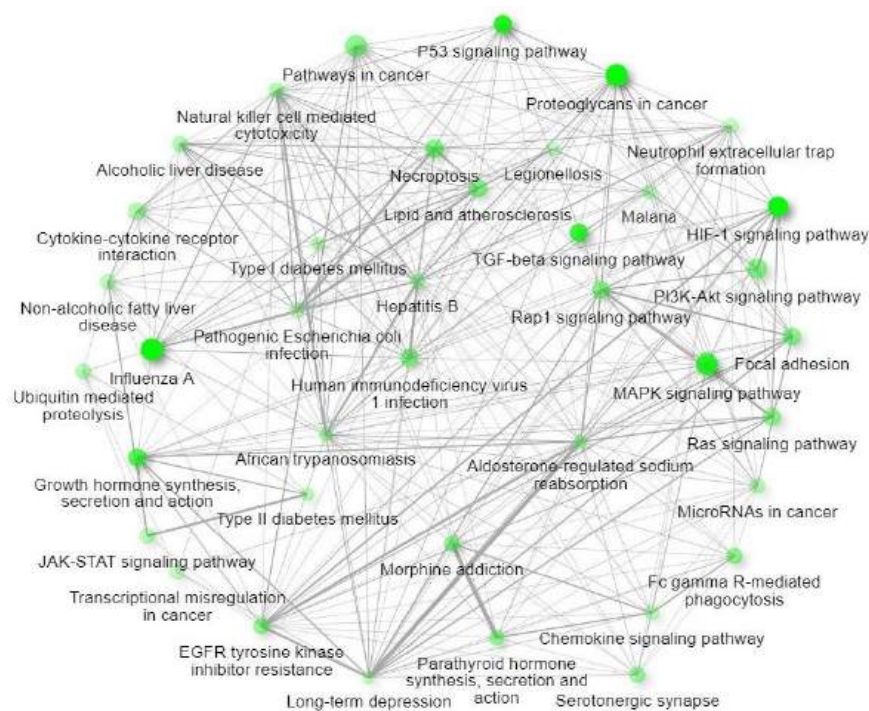 P53 signaling pathway
Pathways in cancer
Proteoglycans in cancer
Natural killer cell mediated
cytotoxicity
Neutrophil extracellular trap
formation
Alcoholic liver disease
Necroptosis
Legionellosis
Lipid and atherosclerosis
Malaria
Cytokine-cytokine receptor
interaction
HIF-1 signaling pathway
Type I diabetes mellitus
TGF-beta signaling pathway
Non-alcoholic fatty liver
disease
Hepatitis B
PI3K-Akt signaling pathway
Rap1 signaling pathway
Pathogenic Escherichia coli
infection
Influenza A
Focal adhesion
Human immunodeficiency virus
1 infection
Ubiquitin mediated
proteolysis
MAPK signaling pathway
Ras signaling pathway
African trypanosomiasis
Aldosterone-regulated sodium
reabsorption
Growth hormone synthesis,
secretion and action
MicroRNAs in cancer
Type II diabetes mellitus
JAK-STAT signaling pathway
Morphine addiction
Fc gamma R-mediated
phagocytosis
Transcriptional misregulation
in cancer
Chemokine signaling pathway
EGFR tyrosine kinase
inhibitor resistance
Parathyroid hormone
synthesis, secretion and
action
Long-term depression
Serotonergic synapse